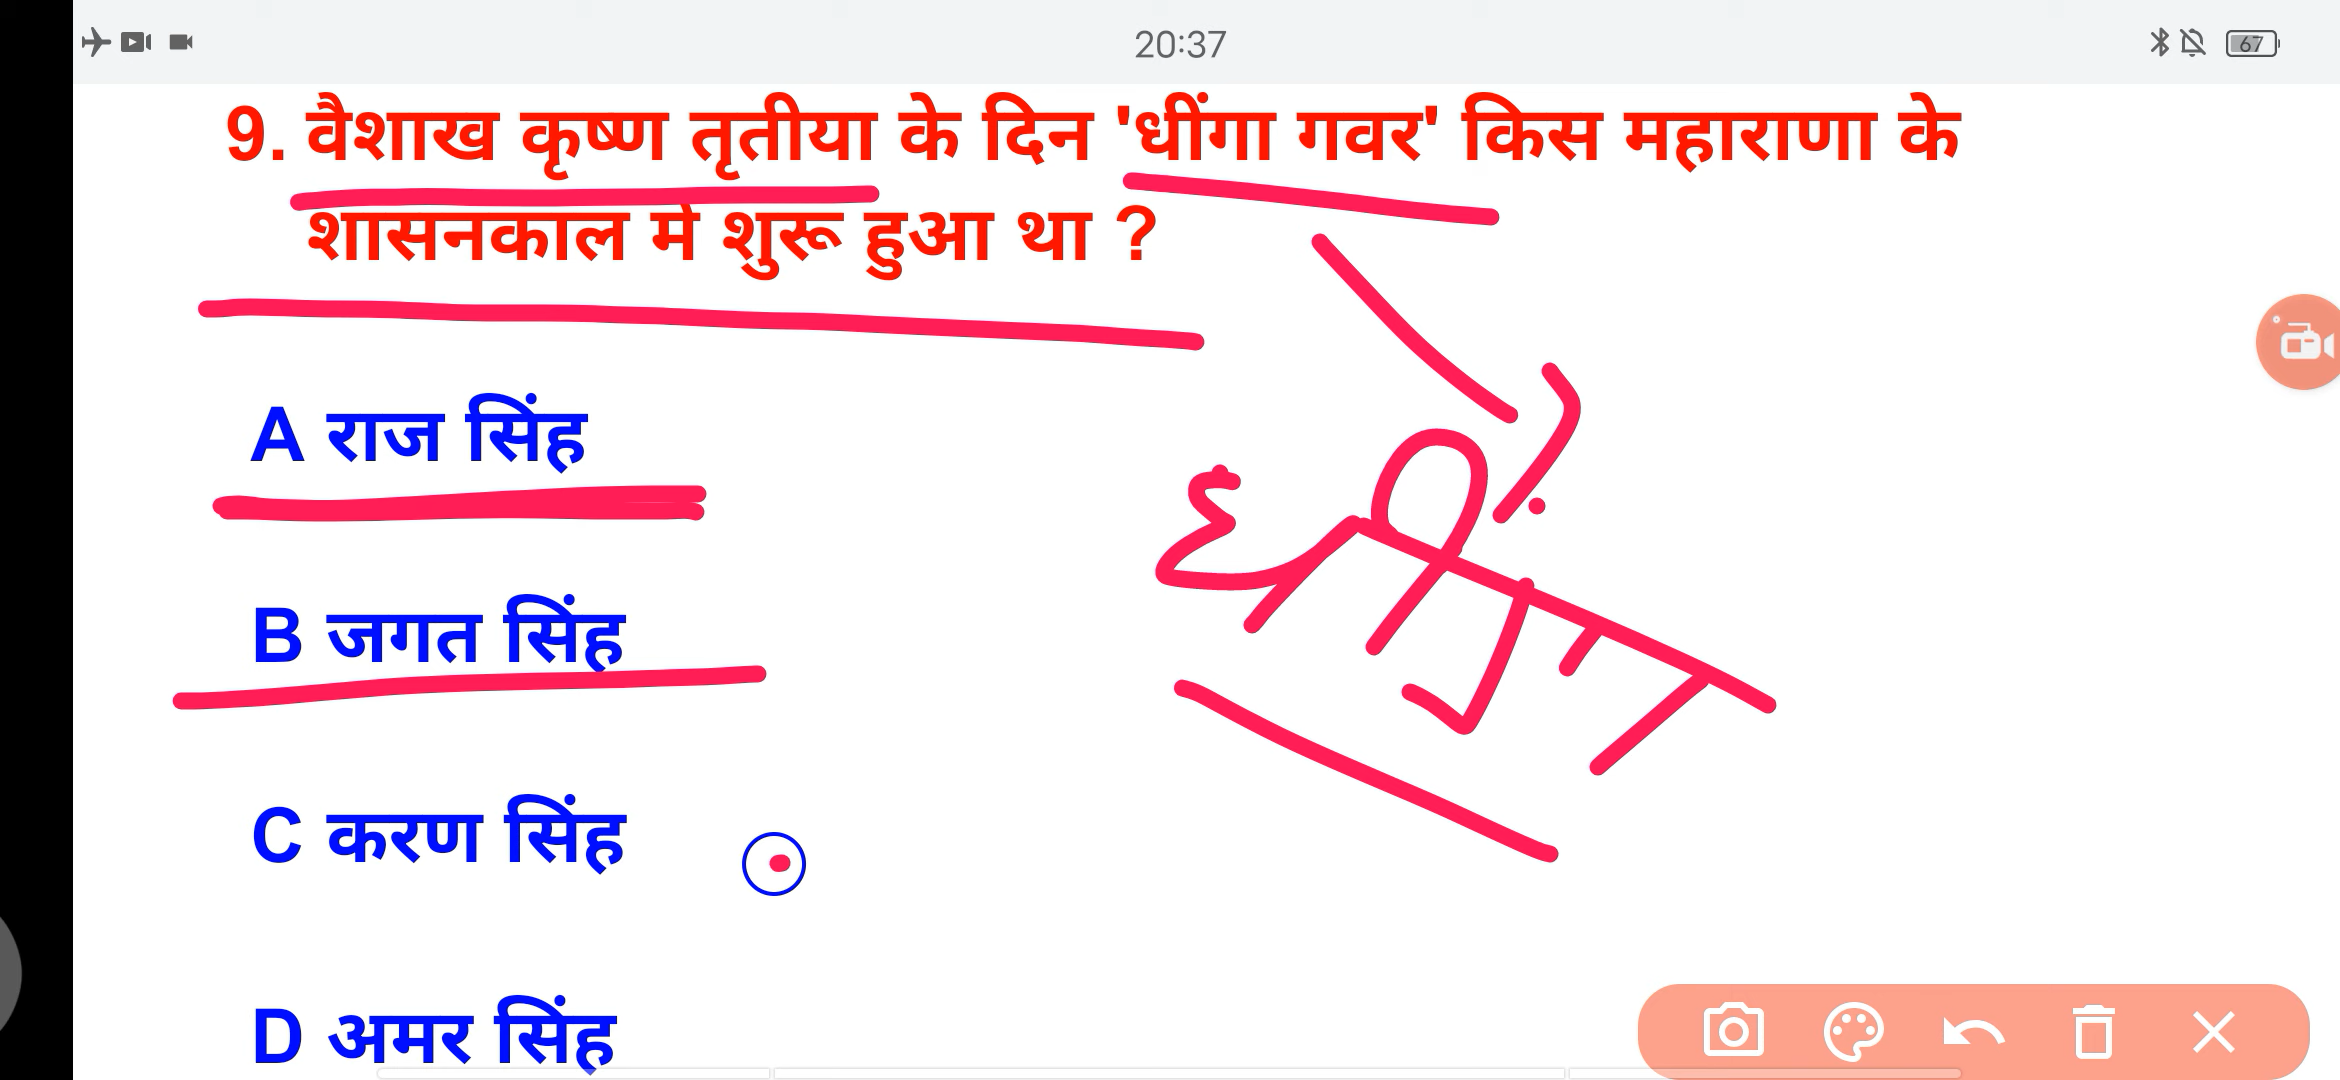 20:37
67
9. वैशाख कृष्ण तृतीया के दिन 'धींगा गवर' किस महाराणा के
शासनकाल में शुरू हुआ था ?
A राज सिंह
धींगा
B जगत सिंह
C करण सिंह
D अमर सिंह